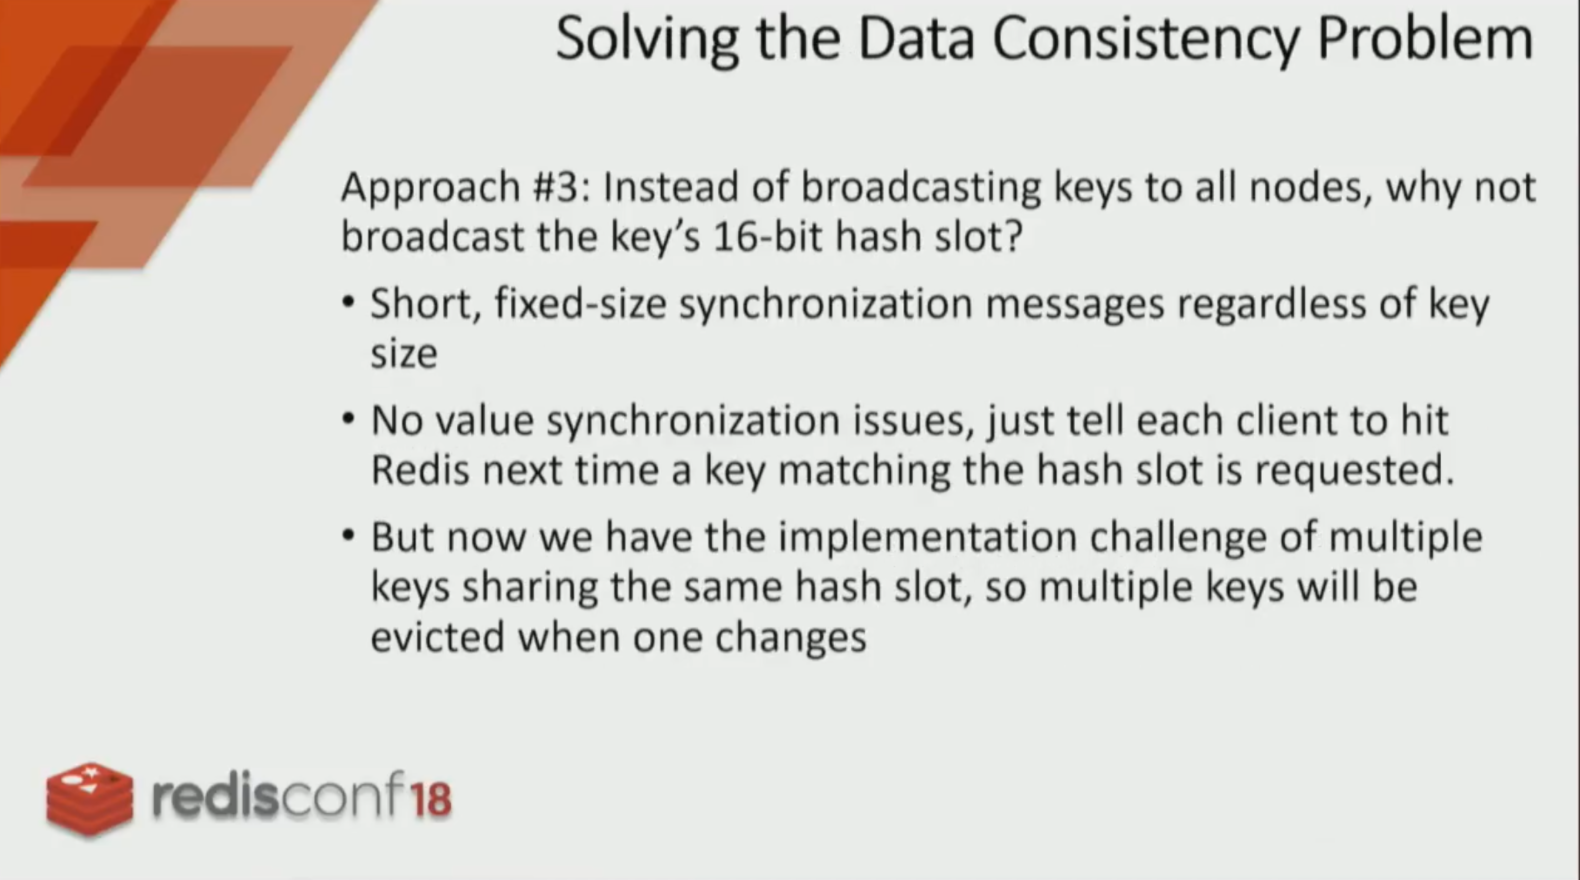 Solving the Data Consistency Problem
Approach #3: Instead of broadcasting keys to all nodes, why not
broadcast the key's 16-bit hash slot?
• Short, fixed-size synchronization messages regardless of key
size
• No value synchronization issues, just tell each client to hit
Redis next time a key matching the hash slot is requested.
• But now we have the implementation challenge of multiple
keys sharing the same hash slot, so multiple keys will be
evicted when one changes
redisconf18